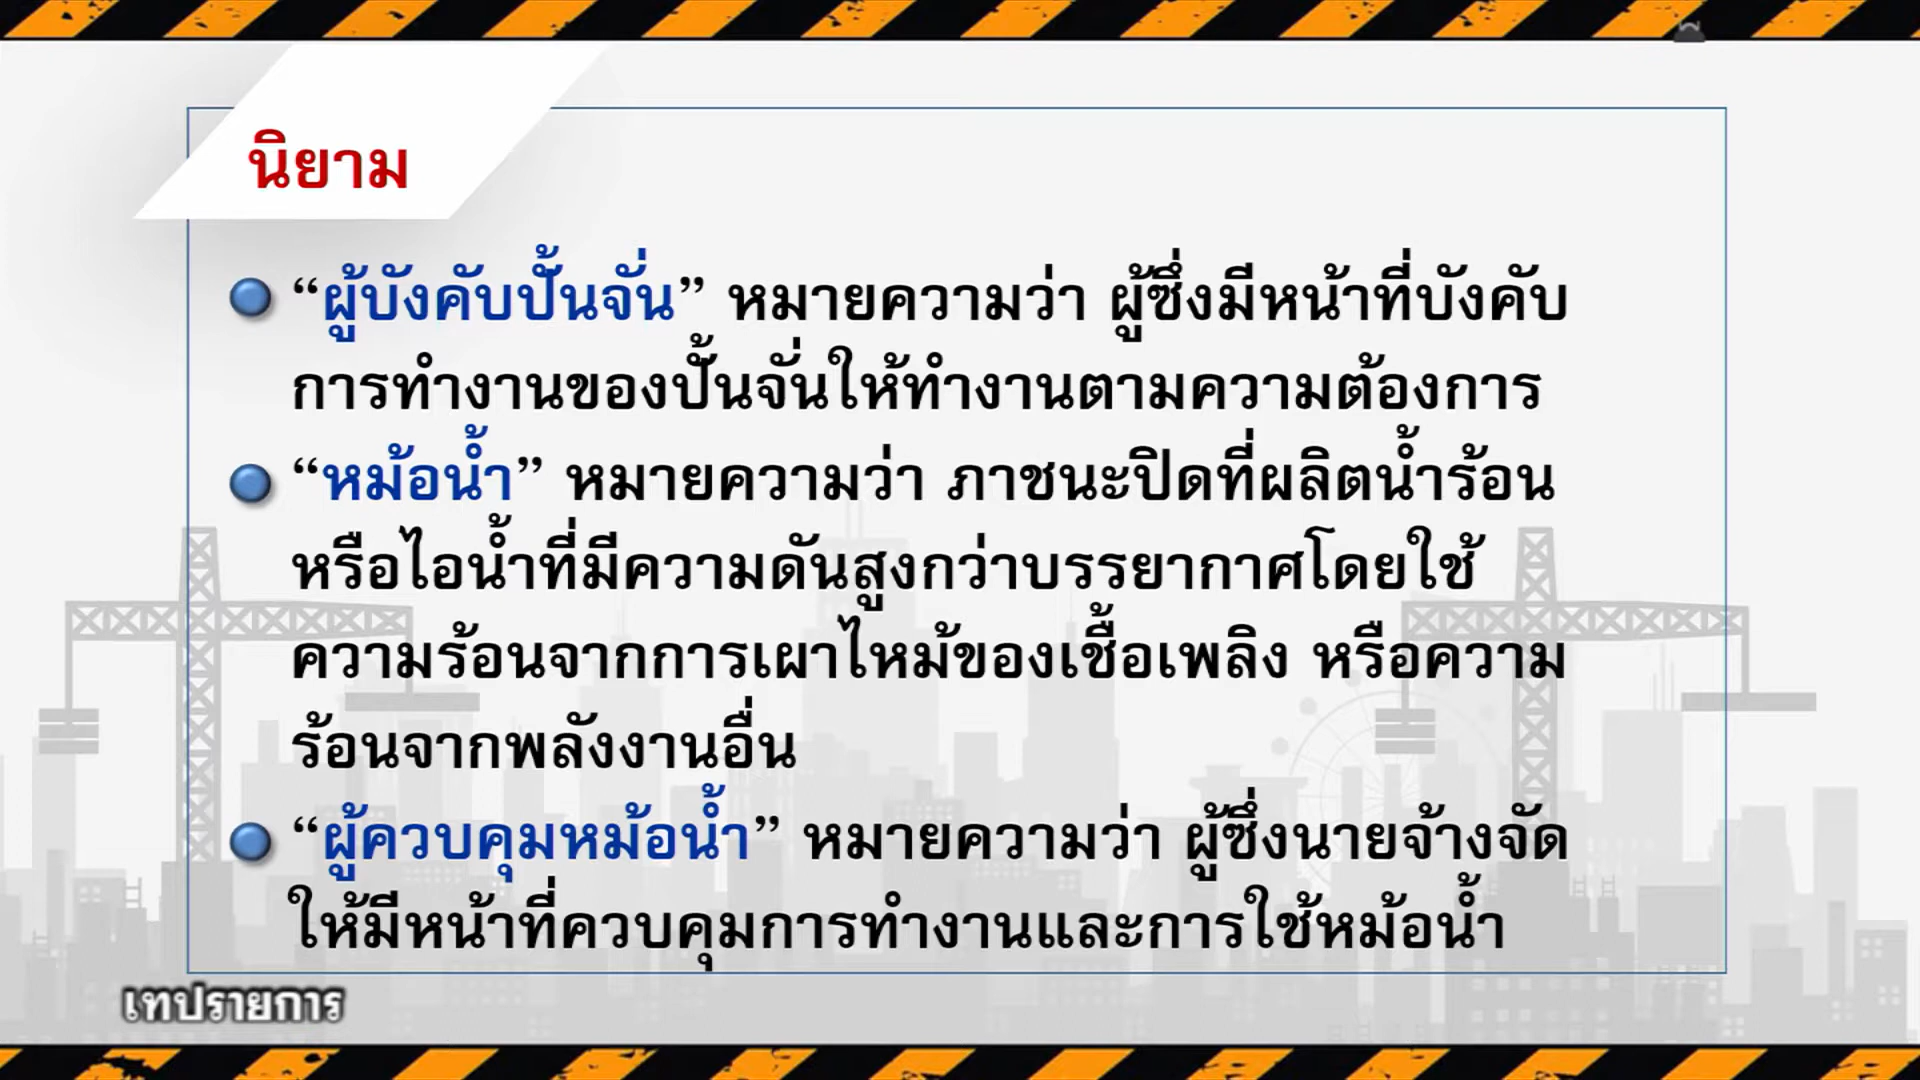 นิยาม
“ผู้บังคับปั้นจั่น” หมายความว่า ผู้ซึ่งมีหน้าที่บังคับ
การทำงานของปั้นจั่นให้ทำงานตามความต้องการ
“หม้อน้ำ” หมายความว่า ภาชนะปิดที่ผลิตน้ำร้อน
หรือไอน้ำที่มีความดันสูงกว่าบรรยากาศโดยใช้
ความร้อนจากการเผาไหม้ของเชื้อเพลิง หรือความ
ร้อนจากพลังงานอื่น
“ผู้ควบคุมหม้อน้ำ” หมายความว่า ผู้ซึ่งนายจ้างจัด
ให้มีหน้าที่ควบคุมการทำงานและการใช้หม้อน้ำ
เทปรายการ